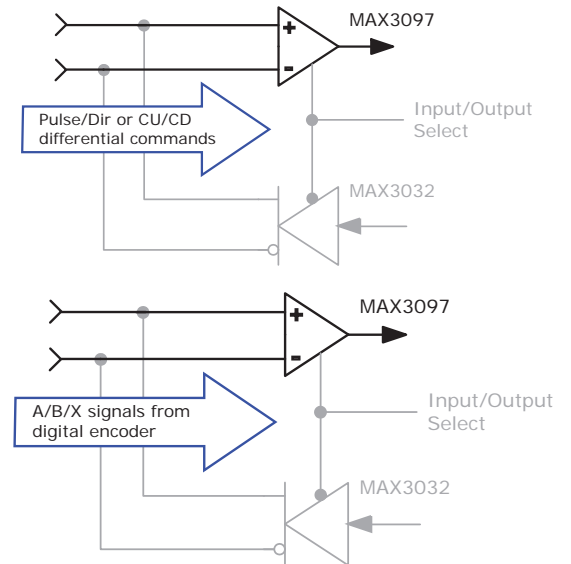 MAX3097
+
-
Pulse/Dir or CU/CD
differential commands
Input/Output
Select
MAX3032
MAX3097
+
-
A/B/X signals from
digital encoder
Input/Output
Select
MAX3032